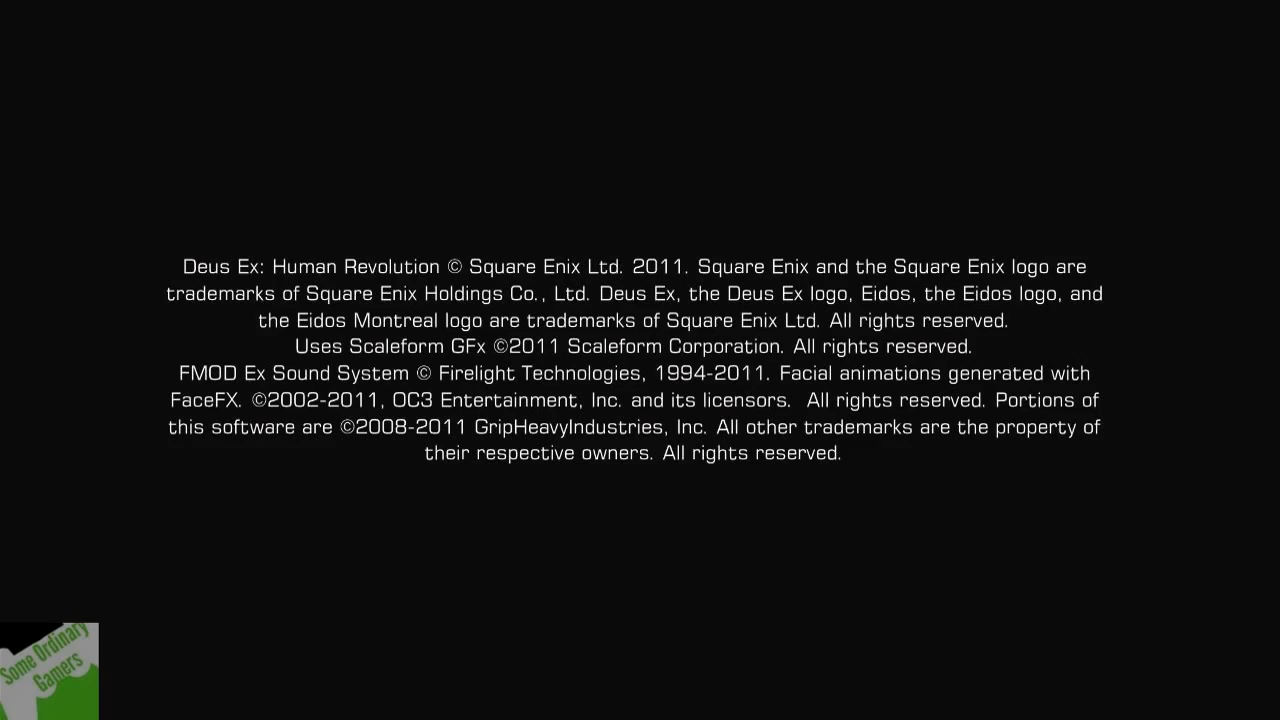 Deus Ex: Human Revolution © Square Enix Ltd. 2011. Square Enix and the Square Enix logo are
trademarks of Square Enix Holdings Co., Ltd. Deus Ex, the Deus Ex logo, Eidos, the Eidos logo, and
the Eidos Montreal logo are trademarks of Square Enix Ltd. All rights reserved.
Uses Scaleform GFx ©2011 Scaleform Corporation. All rights reserved.
FMOD Ex Sound System © Firelight Technologies, 1994-2011. Facial animations generated with
FaceFX. ©2002-2011, OC3 Entertainment, Inc. and its licensors.  All rights reserved. Portions of
this software are ©2008-2011 GripHeavyIndustries, Inc. All other trademarks are the property of
their respective owners. All rights reserved.
Some Ordinary
Gamers